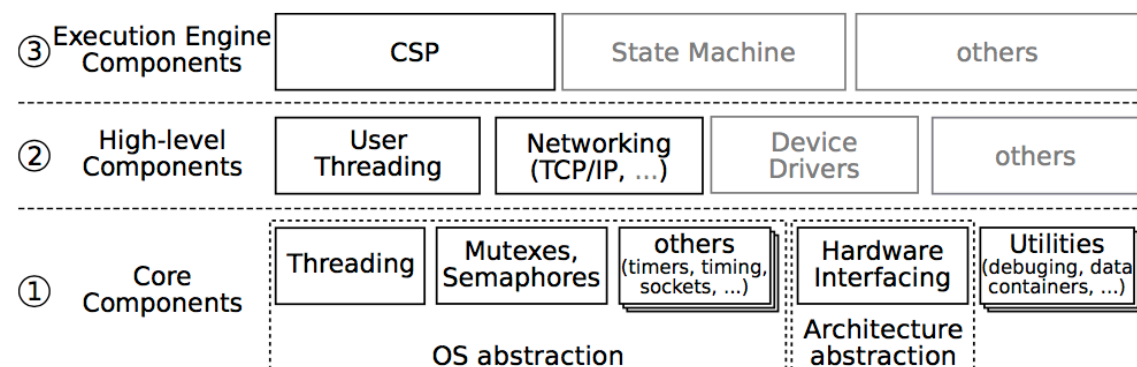 ③ Execution Engine Components
CSP
State Machine
others
② High-level Components
User Threading
Networking (TCP/IP, ...)
Device Drivers
others
① Core Components
Threading
Mutexes, Semaphores
others (timers, timing, sockets, ...)
Hardware Interfacing
Utilities (debuging, data containers, ...)
OS abstraction
Architecture abstraction